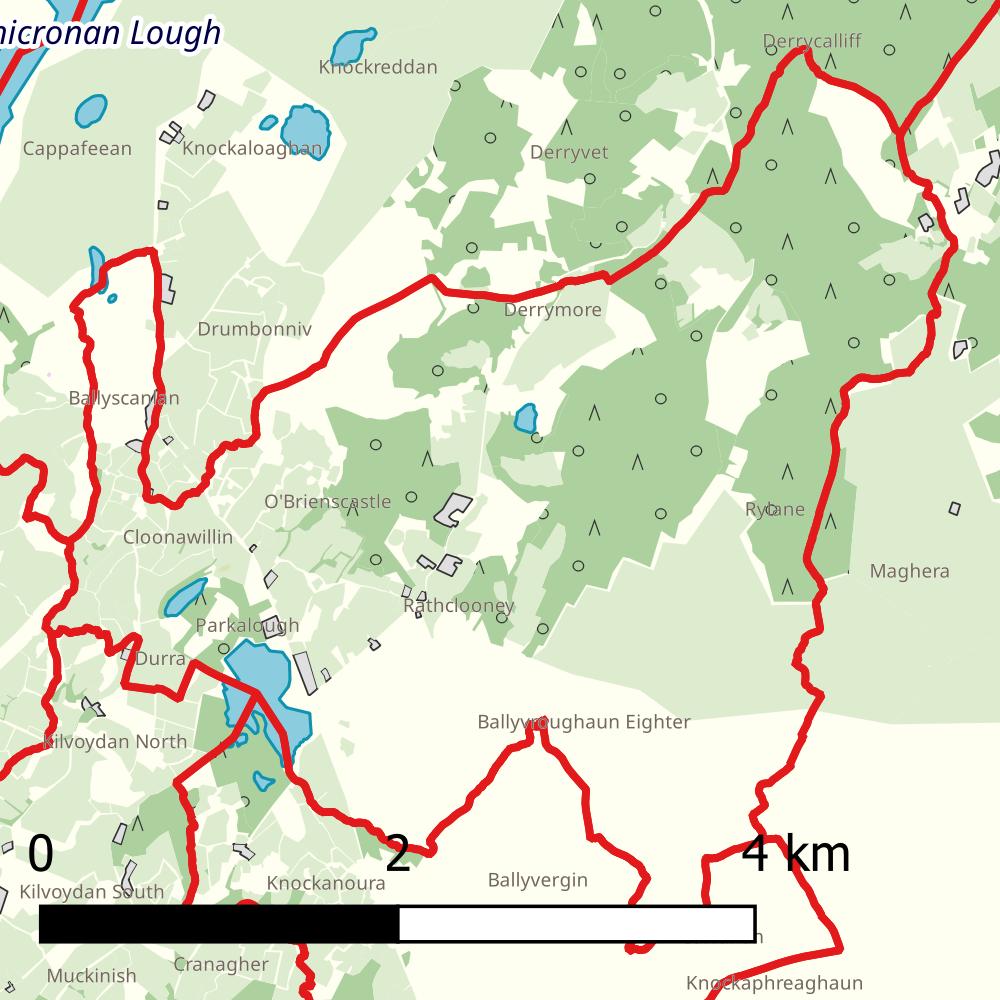 micronan Lough
Derrycalliff
Knockreddan
Cappafeean
Knockaloaghan
Derryvet
Derrymore
Drumbonniv
Ballyscanlan
O'Brienscastle
Rylane
Cloonawillin
Maghera
Rathclooney
Parkalough
Durra
Ballyvroughaun Eighter
Kilvoydan North
0 2 4 km
Knockanoura
Ballyvergin
Kilvoydan South
Cranagher
Muckinish
Knockaphreaghaun